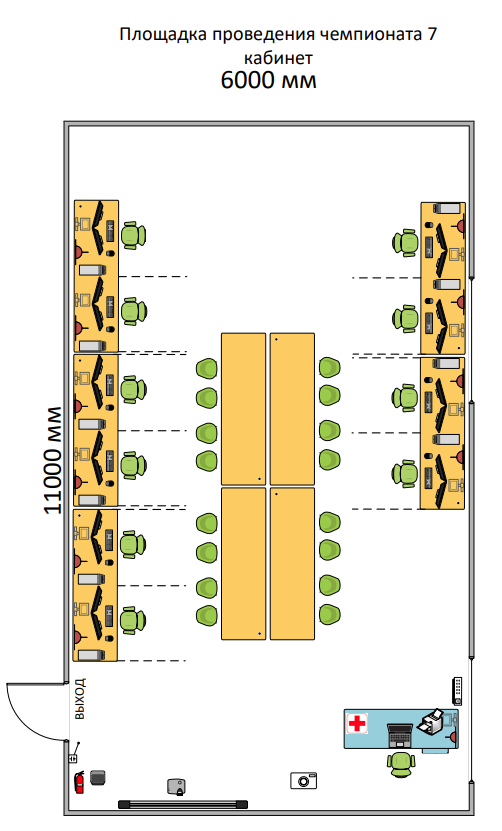 Площадка проведения чемпионата 7
кабинет
6000 мм
11000 мм
ВЫХОД